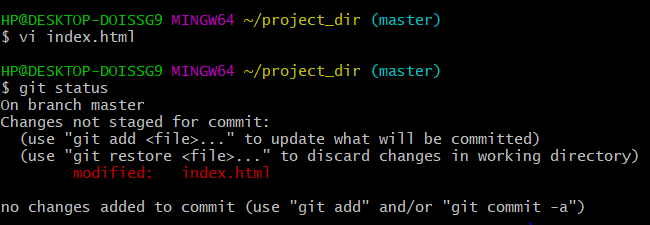 HP@DESKTOP-DOISSG9 MINGW64 ~/project_dir (master)
$ vi index.html
HP@DESKTOP-DOISSG9 MINGW64 ~/project_dir (master)
$ git status
On branch master
Changes not staged for commit:
  (use "git add <file>..." to update what will be committed)
  (use "git restore <file>..." to discard changes in working directory)
        modified:   index.html
no changes added to commit (use "git add" and/or "git commit -a")